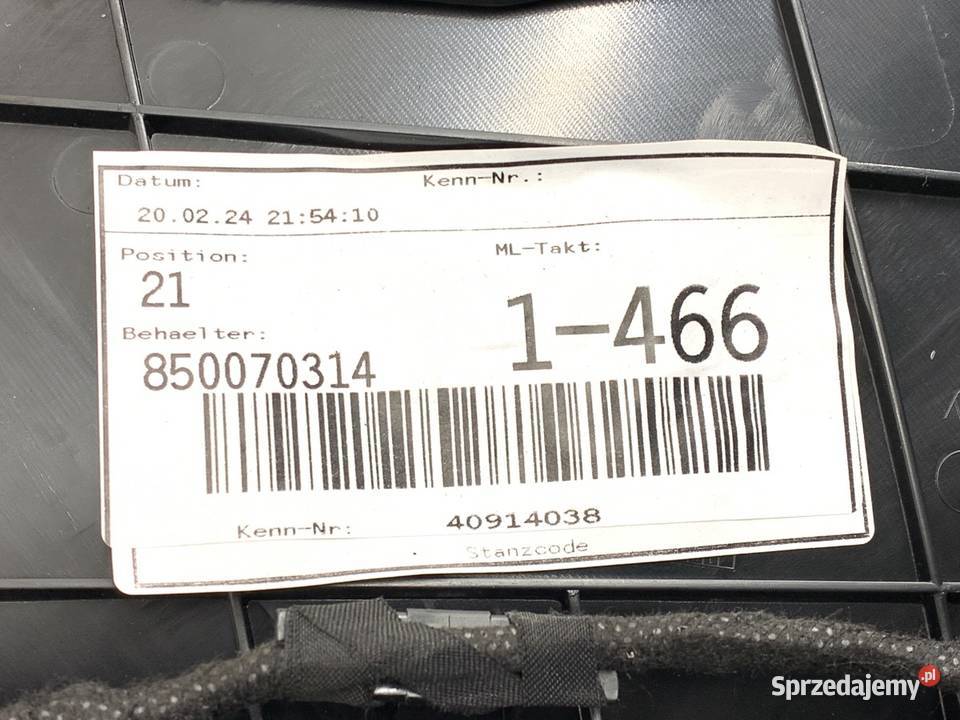 Datum: Kenn-Nr.:
20.02.24 21:54:10
Position: ML-Takt:
21
1-466
Behaelter:
850070314
Kenn-Nr: 40914038
Stanzcode
Sprzedajemy.pl